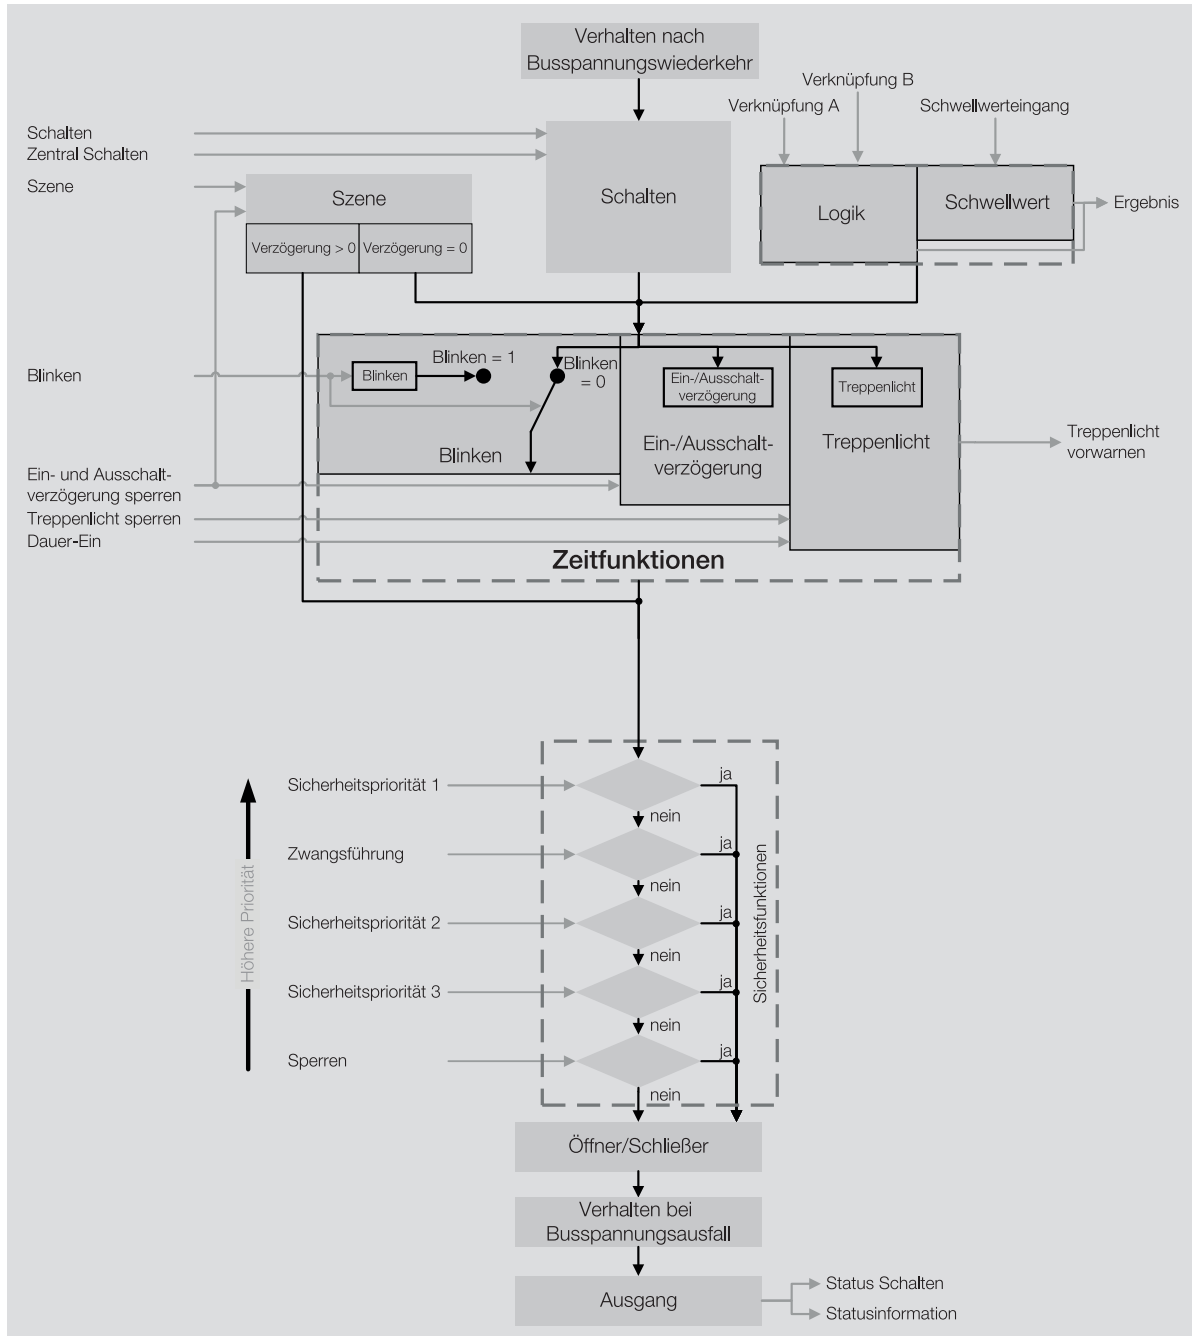 Verhalten nach
Busspannungswiederkehr
Verknüpfung B
Verknüpfung A
Schwellwerteingang
Schalten
Zentral Schalten
Szene
Szene
Schalten
Logik
Schwellwert
Ergebnis
Verzögerung > 0
Verzögerung = 0
Blinken
Blinken
Blinken = 1
Blinken
= 0
Ein-/Ausschalt-
verzögerung
Treppenlicht
Blinken
Ein-/Ausschalt-
verzögerung
Treppenlicht
Treppenlicht
vorwarnen
Ein- und Ausschalt-
verzögerung sperren
Treppenlicht sperren
Dauer-Ein
Zeitfunktionen
Höhere Priorität
Sicherheitspriorität 1
ja
nein
Zwangsführung
ja
nein
Sicherheitspriorität 2
ja
nein
Sicherheitspriorität 3
ja
nein
Sperren
ja
nein
Sicherheitsfunktionen
Öffner/Schließer
Verhalten bei
Busspannungsausfall
Ausgang
Status Schalten
Statusinformation